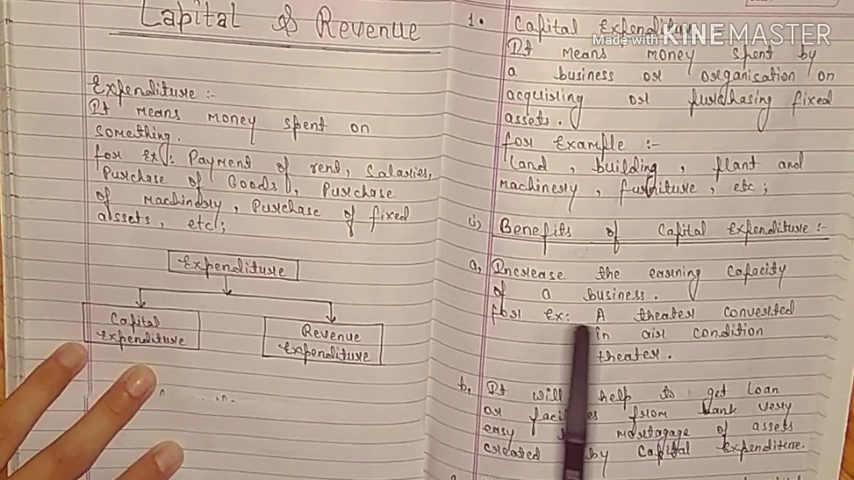 Capital & Revenue
Expenditure :-
It means money spent on
something.
for ex: Payment of rent, Salaries,
Purchase of Goods, Purchase
of machinery, Purchase of fixed
assets, etc;
Expenditure
Capital
Expenditure
Revenue
Expenditure
1. Capital Expenditure
Made with KINEMASTER
It means money spent by
a business or organisation on
acquiring or purchasing fixed
assets.
for Example :-
Land, building, plant and
machinery, furniture, etc;
i) Benefits of Capital Expenditure :-
a, Increase the earning capacity
of a business.
for ex: A theater converted
in air condition
theater.
b, It will help to get loan
or from bank very
easy mortagage of assets
created by Capital Expenditure.